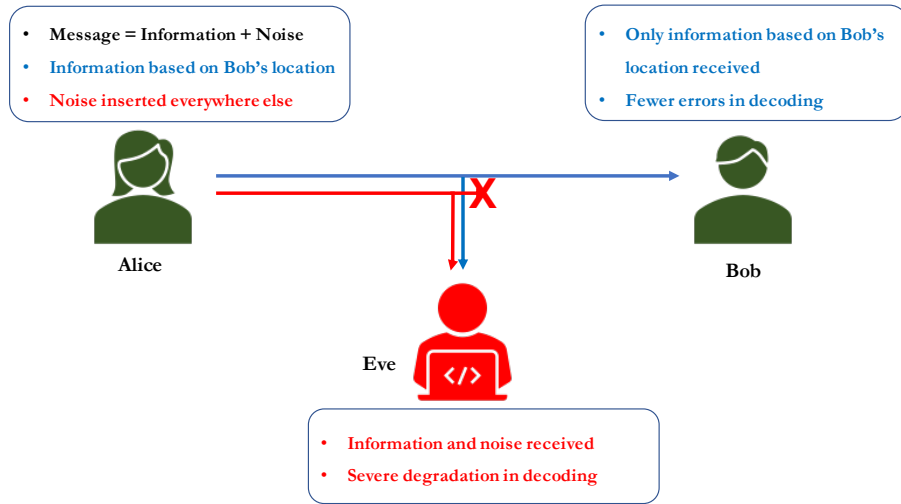 • Message = Information + Noise
• Information based on Bob's location
• Noise inserted everywhere else
• Only information based on Bob's
location received
• Fewer errors in decoding
X
Alice
Bob
Eve
</>
• Information and noise received
• Severe degradation in decoding